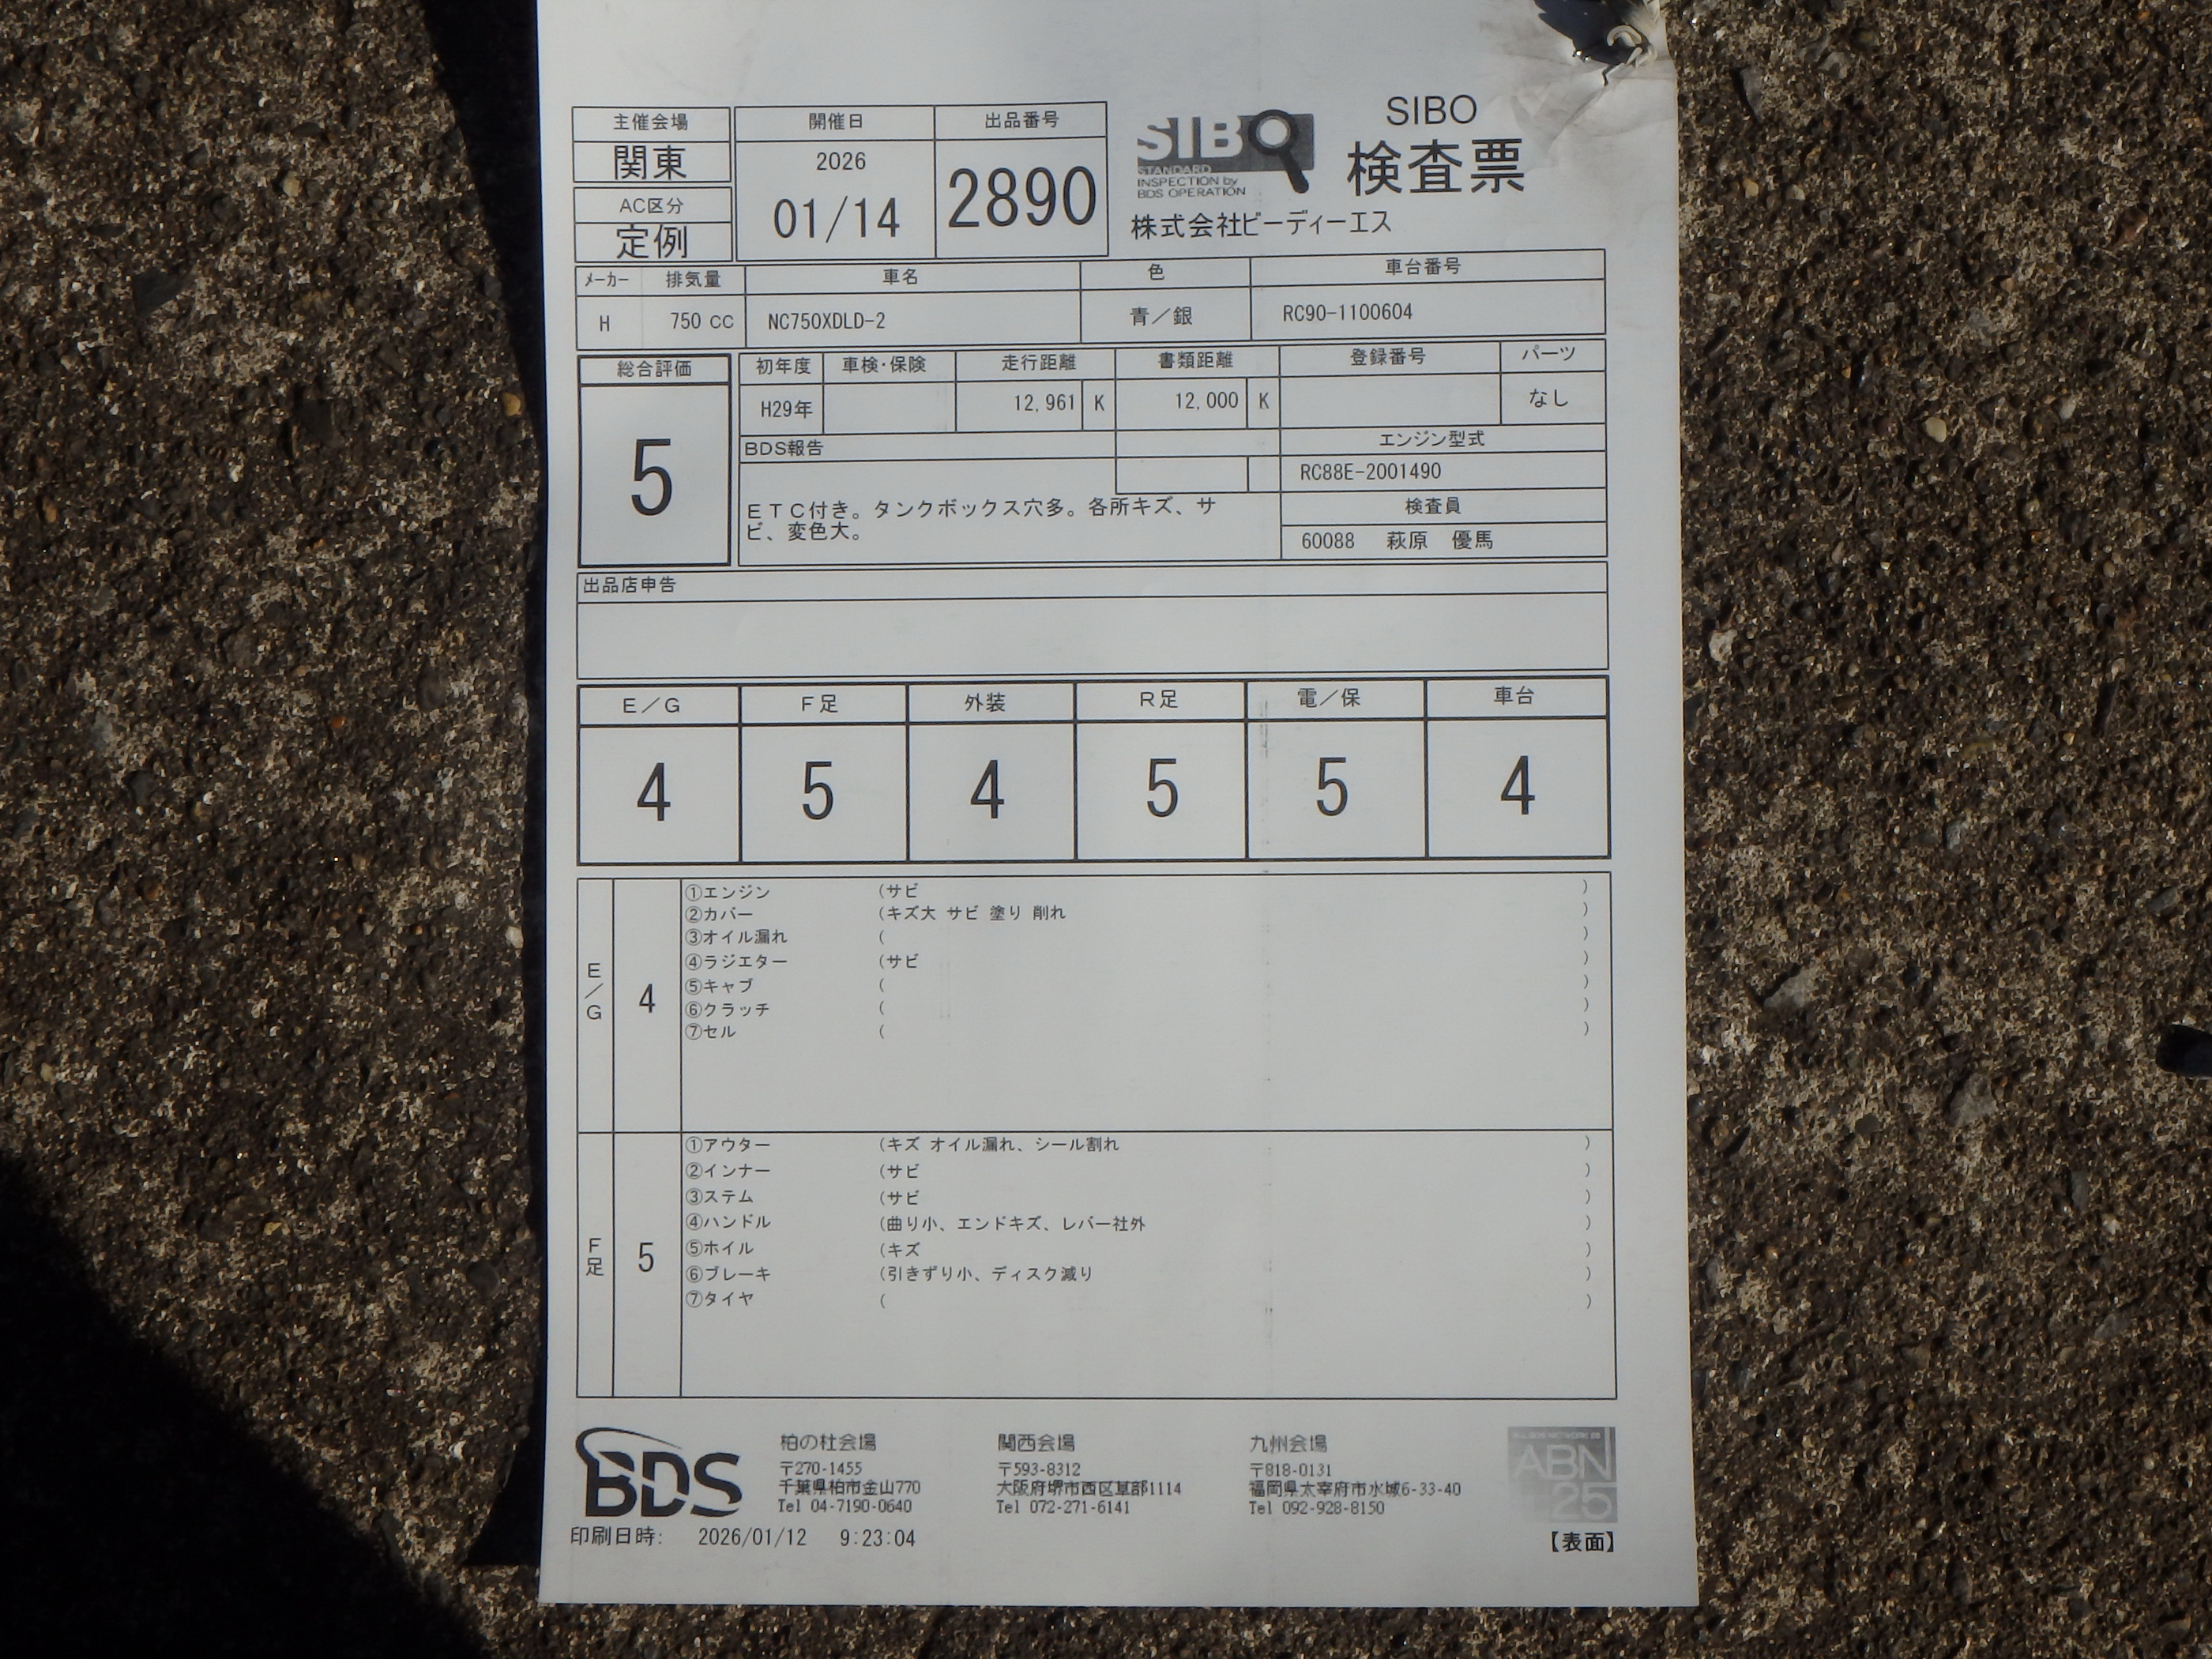 主催会場 開催日 出品番号
関東 2026 01/14 2890
AC区分
定例
SIBO
STANDARD
INSPECTION by
BDS OPERATION
SIBO
検査票
株式会社ビーディーエス
メーカー 排気量 車名 色 車台番号
H 750 CC NC750XDLD-2 青／銀 RC90-1100604
総合評価 初年度 車検・保険 走行距離 書類距離 登録番号 パーツ
5 H29年 12,961 K 12,000 K なし
BDS報告 エンジン型式
RC88E-2001490
ＥＴＣ付き。タンクボックス穴多。各所キズ、サ
ビ、変色大。
検査員
60088 萩原 優馬
出品店申告
Ｅ／Ｇ Ｆ足 外装 Ｒ足 電／保 車台
4 5 4 5 5 4
Ｅ／Ｇ 4
①エンジン (サビ )
②カバー (キズ大 サビ 塗り 削れ )
③オイル漏れ ( )
④ラジエター (サビ )
⑤キャブ ( )
⑥クラッチ ( )
⑦セル ( )
Ｆ足 5
①アウター (キズ オイル漏れ、シール割れ )
②インナー (サビ )
③ステム (サビ )
④ハンドル (曲り小、エンドキズ、レバー社外 )
⑤ホイル (キズ )
⑥ブレーキ (引きずり小、ディスク減り )
⑦タイヤ ( )
BDS
柏の杜会場
〒270-1455
千葉県柏市金山770
Tel 04-7190-0640
関西会場
〒593-8312
大阪府堺市西区草部1114
Tel 072-271-6141
九州会場
〒818-0131
福岡県太宰府市水城6-33-40
Tel 092-928-8150
ABN
25
印刷日時: 2026/01/12 9:23:04
【表面】